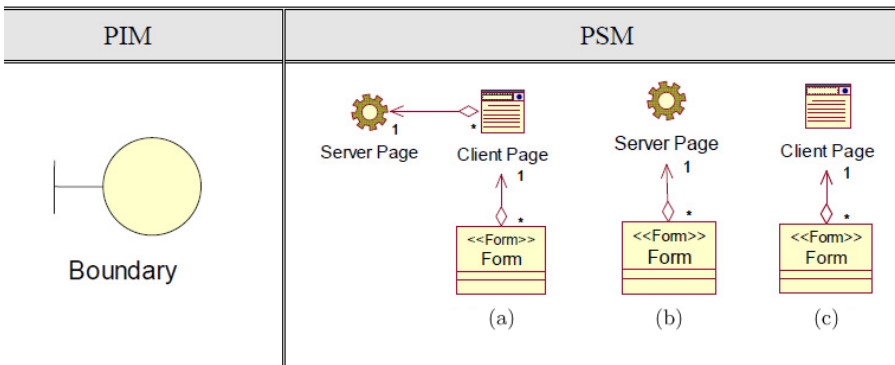 PIM
PSM
Boundary
1
*
Server Page
Client Page
1
*
<<Form>>
Form
(a)
Server Page
1
*
<<Form>>
Form
(b)
Client Page
1
*
<<Form>>
Form
(c)